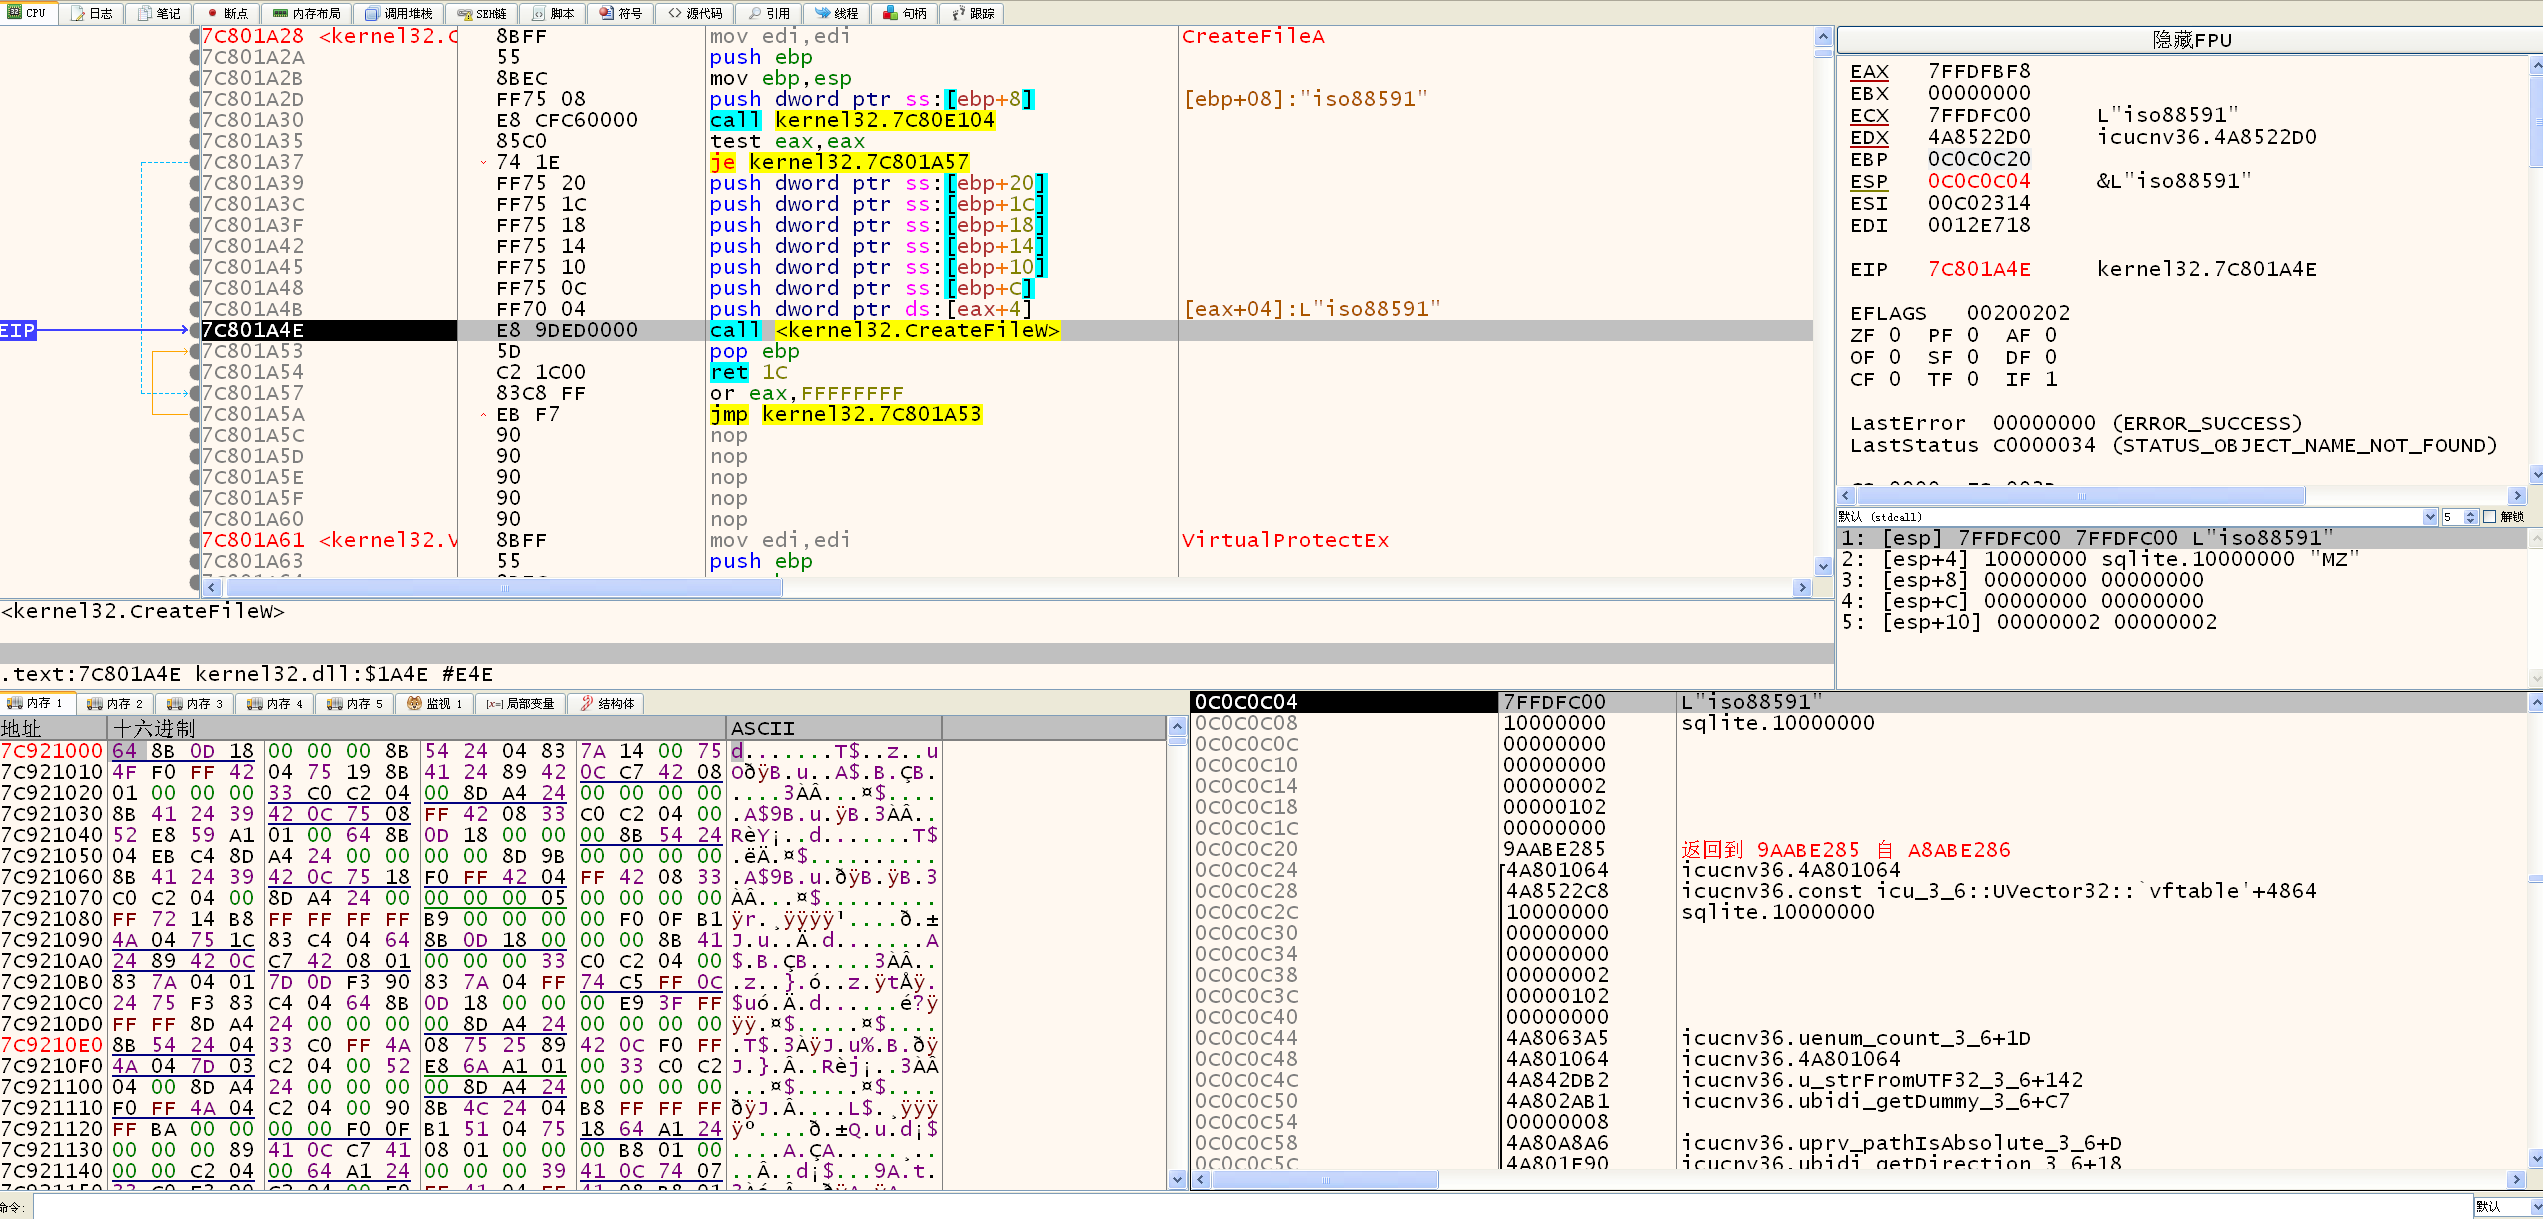 CPU 日志 笔记 断点 内存布局 调用堆栈 SEH链 脚本 符号 源代码 引用 线程 句柄 跟踪
7C801A28 <kernel32.C 8BFF mov edi,edi CreateFileA
7C801A2A 55 push ebp
7C801A2B 8BEC mov ebp,esp
7C801A2D FF75 08 push dword ptr ss:[ebp+8] [ebp+08]:"iso88591"
7C801A30 E8 CFC60000 call kernel32.7C80E104
7C801A35 85C0 test eax,eax
7C801A37 74 1E je kernel32.7C801A57
7C801A39 FF75 20 push dword ptr ss:[ebp+20]
7C801A3C FF75 1C push dword ptr ss:[ebp+1C]
7C801A3F FF75 18 push dword ptr ss:[ebp+18]
7C801A42 FF75 14 push dword ptr ss:[ebp+14]
7C801A45 FF75 10 push dword ptr ss:[ebp+10]
7C801A48 FF75 0C push dword ptr ss:[ebp+C]
7C801A4B FF70 04 push dword ptr ds:[eax+4] [eax+04]:L"iso88591"
EIP 7C801A4E E8 9DED0000 call <kernel32.CreateFileW>
7C801A53 5D pop ebp
7C801A54 C2 1C00 ret 1C
7C801A57 83C8 FF or eax,FFFFFFFF
7C801A5A EB F7 jmp kernel32.7C801A53
7C801A5C 90 nop
7C801A5D 90 nop
7C801A5E 90 nop
7C801A5F 90 nop
7C801A60 90 nop
7C801A61 <kernel32.V 8BFF mov edi,edi VirtualProtectEx
7C801A63 55 push ebp
<kernel32.CreateFileW>
.text:7C801A4E kernel32.dll:$1A4E #E4E
隐藏FPU
EAX 7FFDFBF8
EBX 00000000
ECX 7FFDFC00 L"iso88591"
EDX 4A8522D0 icucnv36.4A8522D0
EBP 0C0C0C20
ESP 0C0C0C04 &L"iso88591"
ESI 00C02314
EDI 0012E718
EIP 7C801A4E kernel32.7C801A4E
EFLAGS 00200202
ZF 0 PF 0 AF 0
OF 0 SF 0 DF 0
CF 0 TF 0 IF 1
LastError 00000000 (ERROR_SUCCESS)
LastStatus C0000034 (STATUS_OBJECT_NAME_NOT_FOUND)
默认 (stdcall) 5 解锁
1: [esp] 7FFDFC00 7FFDFC00 L"iso88591"
2: [esp+4] 10000000 sqlite.10000000 "MZ"
3: [esp+8] 00000000 00000000
4: [esp+C] 00000000 00000000
5: [esp+10] 00000002 00000002
内存 1 内存 2 内存 3 内存 4 内存 5 监视 1 [x=] 局部变量 结构体
地址 十六进制 ASCII
7C921000 64 8B 0D 18 00 00 00 8B 54 24 04 83 7A 14 00 75 d.......T$..z..u
7C921010 4F F0 FF 42 04 75 19 8B 41 24 89 42 0C C7 42 08 OðÿB.u..A$.B.ÇB.
7C921020 01 00 00 00 33 C0 C2 04 00 8D A4 24 00 00 00 00 ....3ÀÂ...¤$....
7C921030 8B 41 24 39 42 0C 75 08 FF 42 08 33 C0 C2 04 00 .A$9B.u.ÿB.3ÀÂ..
7C921040 52 E8 59 A1 01 00 64 8B 0D 18 00 00 00 8B 54 24 RèY¡..d.......T$
7C921050 04 EB C4 8D A4 24 00 00 00 00 8D 9B 00 00 00 00 .ëÄ.¤$..........
7C921060 8B 41 24 39 42 0C 75 18 F0 FF 42 04 FF 42 08 33 .A$9B.u.ðÿB.ÿB.3
7C921070 C0 C2 04 00 8D A4 24 00 00 00 00 05 00 00 00 00 ÀÂ...¤$.........
7C921080 FF 72 14 B8 FF FF FF FF B9 00 00 00 00 F0 0F B1 ÿr.¸ÿÿÿÿ¹....ð.±
7C921090 4A 04 75 1C 83 C4 04 64 8B 0D 18 00 00 00 8B 41 J.u..Ä.d.......A
7C9210A0 24 89 42 0C C7 42 08 01 00 00 00 33 C0 C2 04 00 $.B.ÇB.....3ÀÂ..
7C9210B0 83 7A 04 01 7D 0D F3 90 83 7A 04 FF 74 C5 FF 0C .z..}.ó..z.ÿtÅÿ.
7C9210C0 24 75 F3 83 C4 04 64 8B 0D 18 00 00 00 E9 3F FF $uó.Ä.d......é?ÿ
7C9210D0 FF FF 8D A4 24 00 00 00 00 8D A4 24 00 00 00 00 ÿÿ.¤$.....¤$....
7C9210E0 8B 54 24 04 33 C0 FF 4A 08 75 25 89 42 0C F0 FF .T$.3ÀÿJ.u%.B.ðÿ
7C9210F0 4A 04 7D 03 C2 04 00 52 E8 6A A1 01 00 33 C0 C2 J.}.Â..Rèj¡..3ÀÂ
7C921100 04 00 8D A4 24 00 00 00 00 8D A4 24 00 00 00 00 ...¤$.....¤$....
7C921110 F0 FF 4A 04 C2 04 00 90 8B 4C 24 04 B8 FF FF FF ðÿJ.Â....L$.¸ÿÿÿ
7C921120 FF BA 00 00 00 00 F0 0F B1 51 04 75 18 64 A1 24 ÿº....ð.±Q.u.d¡$
7C921130 00 00 00 89 41 0C C7 41 08 01 00 00 00 B8 01 00 ....A.ÇA.....¸..
7C921140 00 00 C2 04 00 64 A1 24 00 00 00 39 41 0C 74 07 ..Â..d¡$...9A.t.
0C0C0C04 7FFDFC00 L"iso88591"
0C0C0C08 10000000 sqlite.10000000
0C0C0C0C 00000000
0C0C0C10 00000000
0C0C0C14 00000002
0C0C0C18 00000102
0C0C0C1C 00000000
0C0C0C20 9AABE285 返回到 9AABE285 自 A8ABE286
0C0C0C24 4A801064 icucnv36.4A801064
0C0C0C28 4A8522C8 icucnv36.const icu_3_6::UVector32::`vftable'+4864
0C0C0C2C 10000000 sqlite.10000000
0C0C0C30 00000000
0C0C0C34 00000000
0C0C0C38 00000002
0C0C0C3C 00000102
0C0C0C40 00000000
0C0C0C44 4A8063A5 icucnv36.uenum_count_3_6+1D
0C0C0C48 4A801064 icucnv36.4A801064
0C0C0C4C 4A842DB2 icucnv36.u_strFromUTF32_3_6+142
0C0C0C50 4A802AB1 icucnv36.ubidi_getDummy_3_6+C7
0C0C0C54 00000008
0C0C0C58 4A80A8A6 icucnv36.uprv_pathIsAbsolute_3_6+D
0C0C0C5C 4A801F90 icucnv36.ubidi_getDirection_3_6+18
命令: 默认